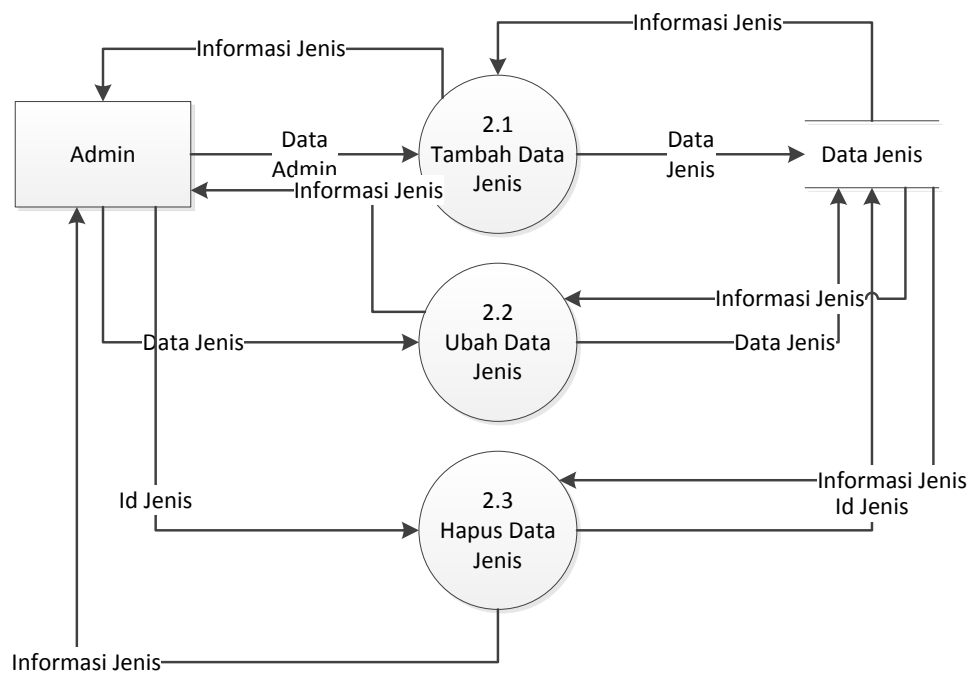 Informasi Jenis
Informasi Jenis
Admin
Data
Admin
2.1
Tambah Data
Jenis
Data
Jenis
Data Jenis
Informasi Jenis
Informasi Jenis
Data Jenis
2.2
Ubah Data
Jenis
Data Jenis
Id Jenis
2.3
Hapus Data
Jenis
Informasi Jenis
Id Jenis
Informasi Jenis